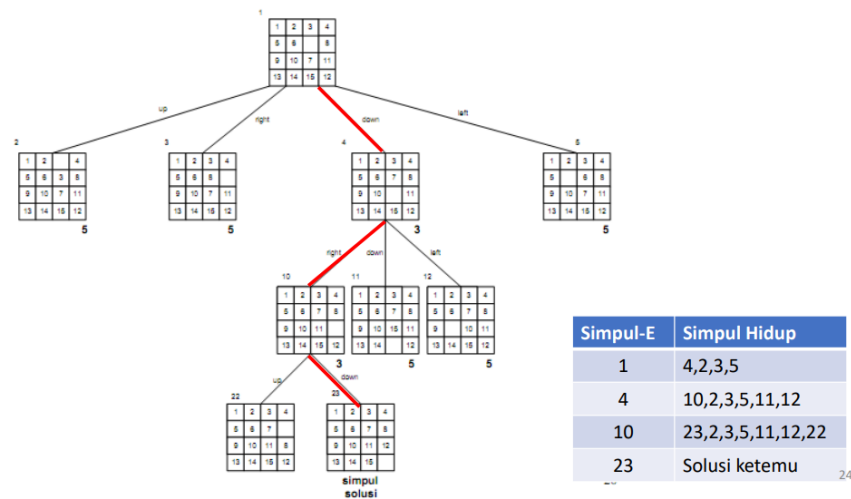 1
1 2 3 4
5 6 8
9 10 7 11
13 14 15 12
up
right
down
left
2
1 2 4
5 6 3 8
9 10 7 11
13 14 15 12
5
3
1 2 3 4
5 6 8
9 10 7 11
13 14 15 12
5
4
1 2 3 4
5 6 7 8
9 10 11
13 14 15 12
3
5
1 2 3 4
5 6 8
9 10 7 11
13 14 15 12
5
right
down
left
10
1 2 3 4
5 6 7 8
9 10 11
13 14 15 12
3
11
1 2 3 4
5 6 7 8
9 10 15 11
13 14 12
5
12
1 2 3 4
5 6 7 8
9 10 11
13 14 15 12
5
up
down
22
1 2 3 4
5 6 7
9 10 11 8
13 14 15 12
23
1 2 3 4
5 6 7 8
9 10 11 12
13 14 15
simpul
solusi
Simpul-E Simpul Hidup
1 4,2,3,5
4 10,2,3,5,11,12
10 23,2,3,5,11,12,22
23 Solusi ketemu
24